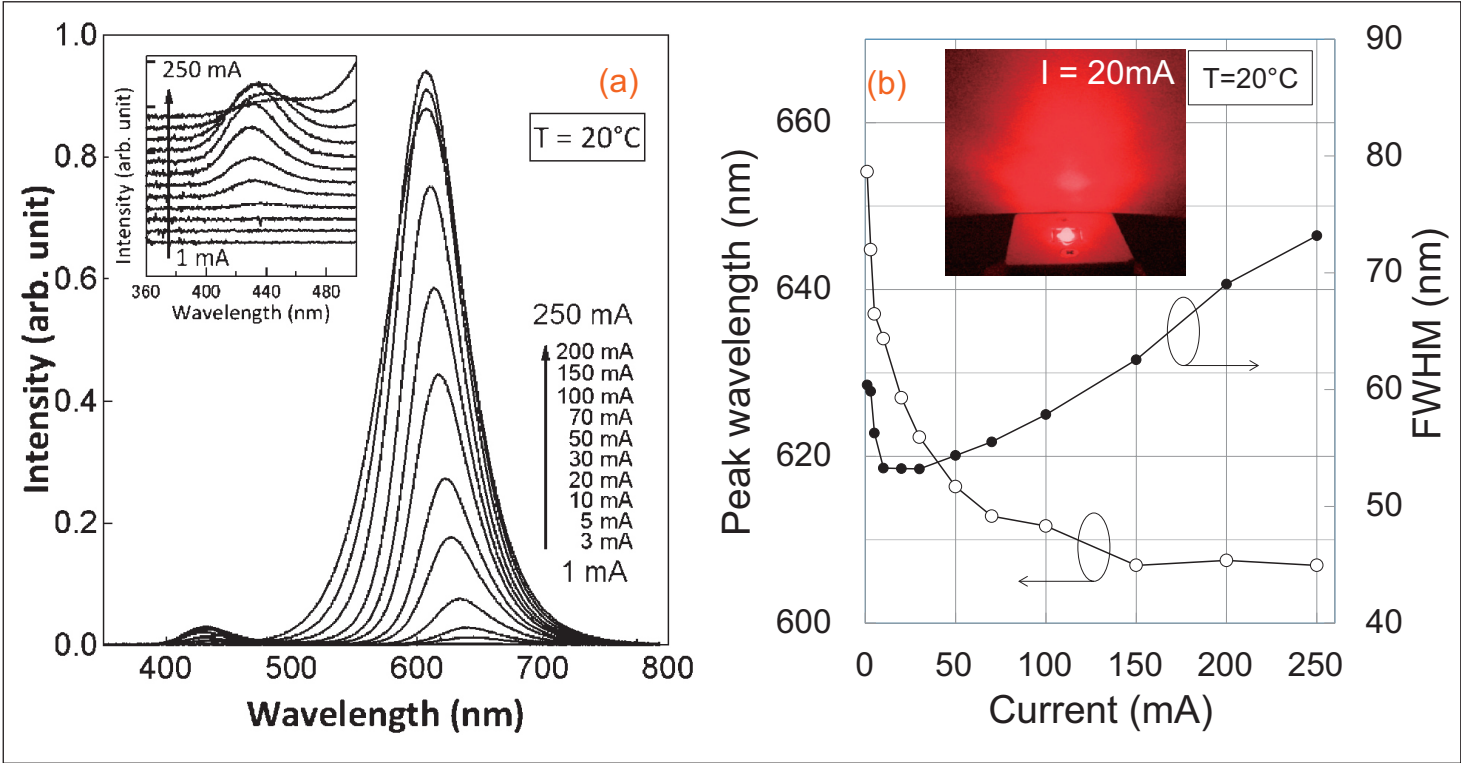 1.0
0.8
0.6
0.4
0.2
0.0
Intensity (arb. unit)
400
500
600
700
800
Wavelength (nm)
(a)
T = 20°C
250 mA
1 mA
Intensity (arb. unit)
360
400
440
480
Wavelength (nm)
250 mA
200 mA
150 mA
100 mA
70 mA
50 mA
30 mA
20 mA
10 mA
5 mA
3 mA
1 mA
(b)
I = 20mA
T=20°C
660
640
620
600
Peak wavelength (nm)
90
80
70
60
50
40
FWHM (nm)
0
50
100
150
200
250
Current (mA)